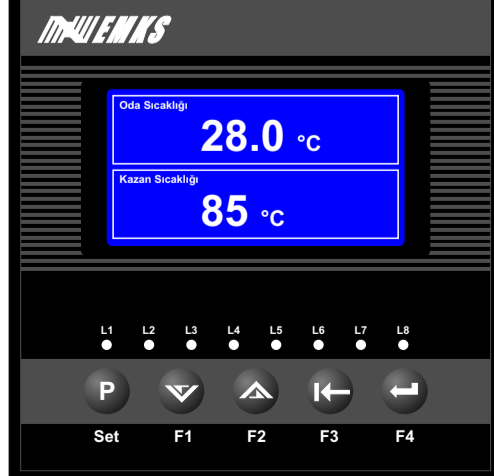 EMKS
Oda Sıcaklığı
28.0 °C
Kazan Sıcaklığı
85 °C
L1 L2 L3 L4 L5 L6 L7 L8
P
Set F1 F2 F3 F4